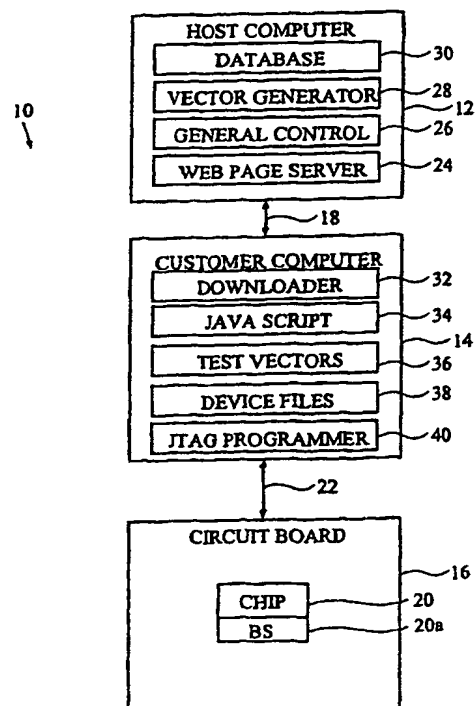 HOST COMPUTER
DATABASE
30
VECTOR GENERATOR
28
12
10
GENERAL CONTROL
26
WEB PAGE SERVER
24
18
CUSTOMER COMPUTER
DOWNLOADER
32
JAVA SCRIPT
34
14
TEST VECTORS
36
DEVICE FILES
38
JTAG PROGRAMMER
40
22
CIRCUIT BOARD
16
CHIP
20
BS
20a